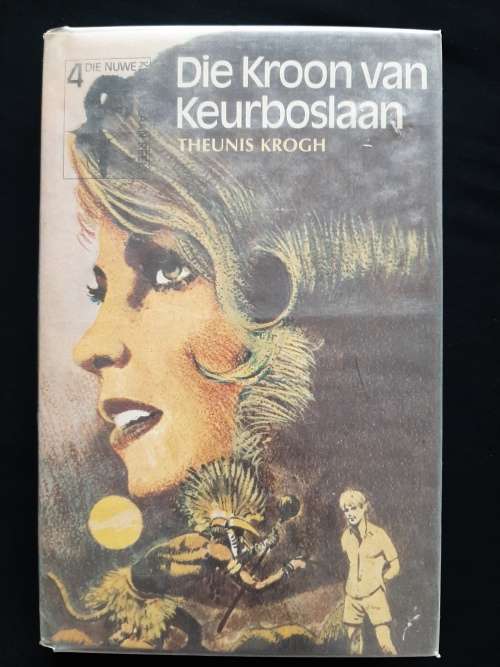 4 DIE NUWE
Die Kroon van
Keurboslaan
THEUNIS KROGH